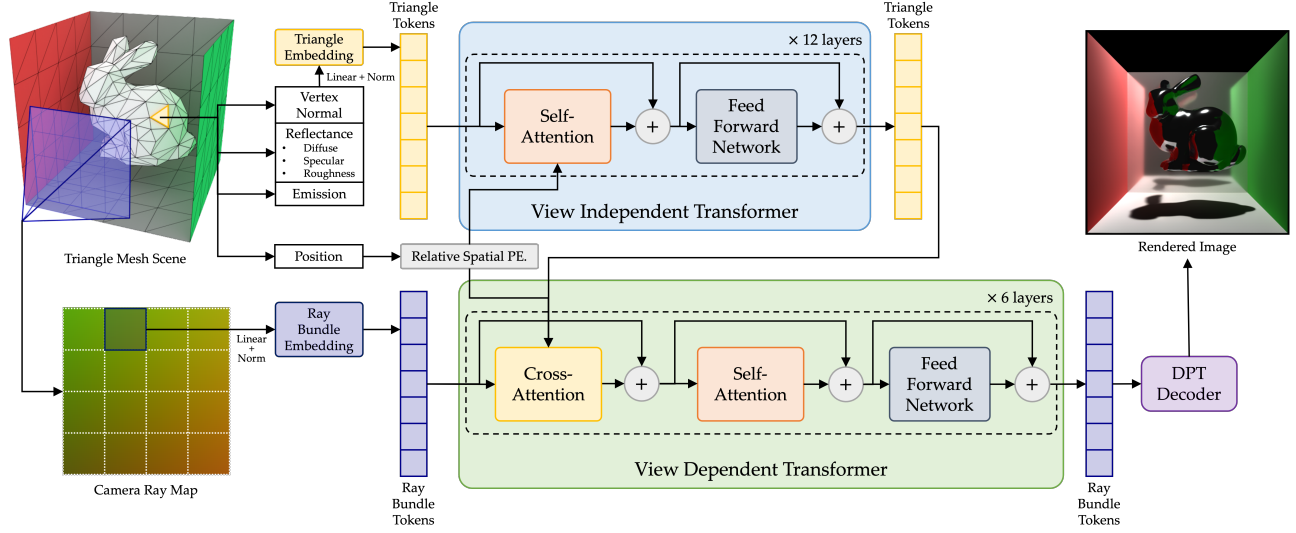 Triangle
Tokens
Triangle
Embedding
Linear + Norm
Vertex
Normal
Reflectance
• Diffuse
• Specular
• Roughness
Emission
Triangle Mesh Scene
Position
Relative Spatial PE.
× 12 layers
Self-
Attention
+
Feed
Forward
Network
+
View Independent Transformer
Triangle
Tokens
Rendered Image
Camera Ray Map
Linear
+
Norm
Ray
Bundle
Embedding
Ray
Bundle
Tokens
× 6 layers
Cross-
Attention
+
Self-
Attention
+
Feed
Forward
Network
+
View Dependent Transformer
Ray
Bundle
Tokens
DPT
Decoder